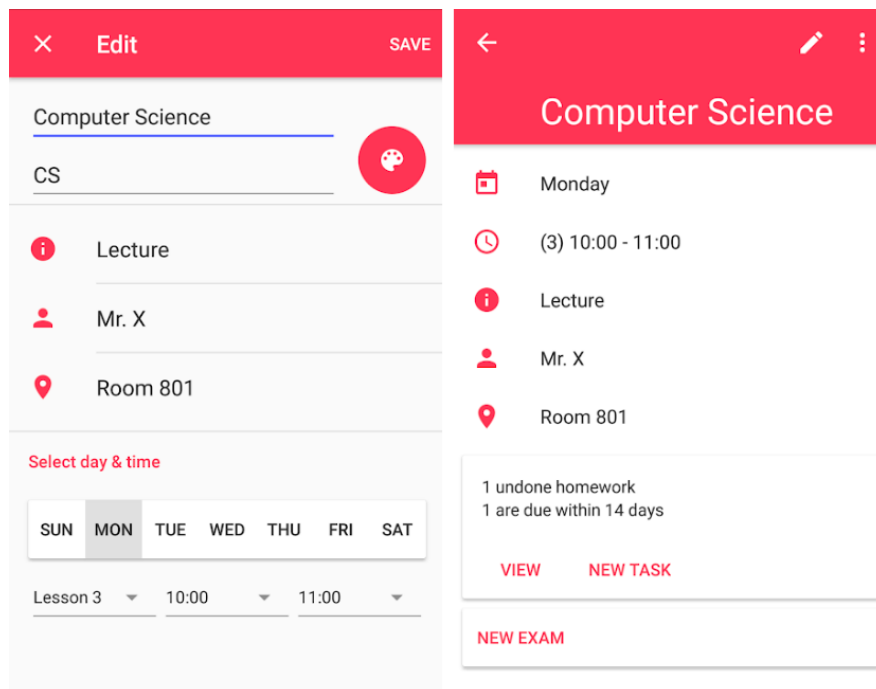 Edit SAVE
Computer Science
CS
Lecture
Mr. X
Room 801
Select day & time
SUN MON TUE WED THU FRI SAT
Lesson 3 10:00 11:00
Computer Science
Monday
(3) 10:00 - 11:00
Lecture
Mr. X
Room 801
1 undone homework
1 are due within 14 days
VIEW NEW TASK
NEW EXAM